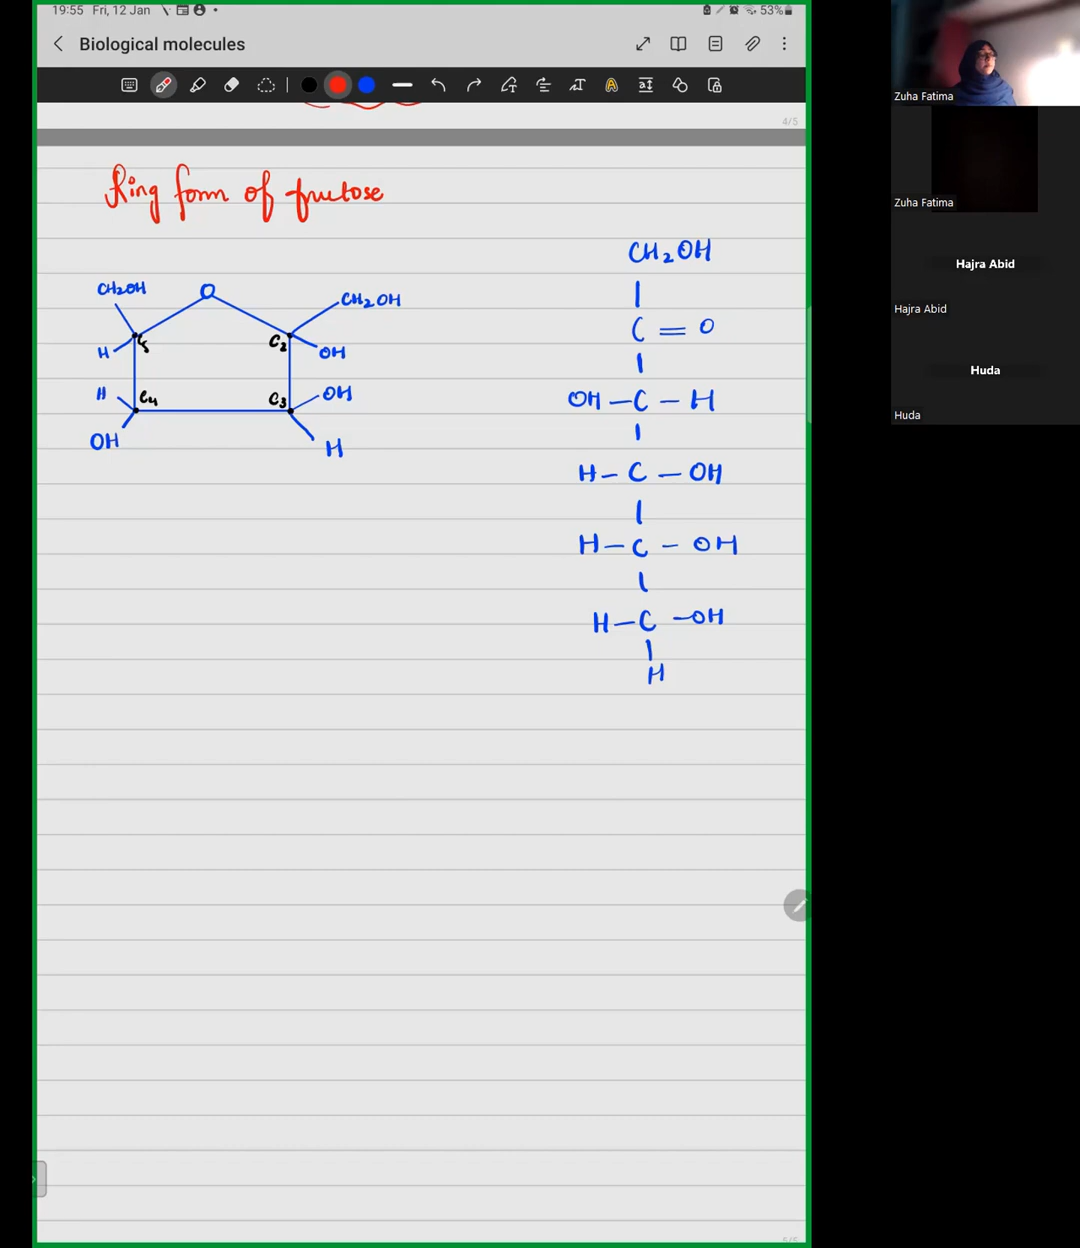 19:55 Fri, 12 Jan
53%
Biological molecules
4/5
Ring form of fructose
CH₂OH
O
CH₂OH
C5
C₂
H
OH
H
C4
C3
OH
OH
H
CH₂OH
|
C = O
|
OH – C – H
|
H – C – OH
|
H – C – OH
|
H – C – OH
|
H
5/5
Zuha Fatima
Zuha Fatima
Hajra Abid
Hajra Abid
Huda
Huda